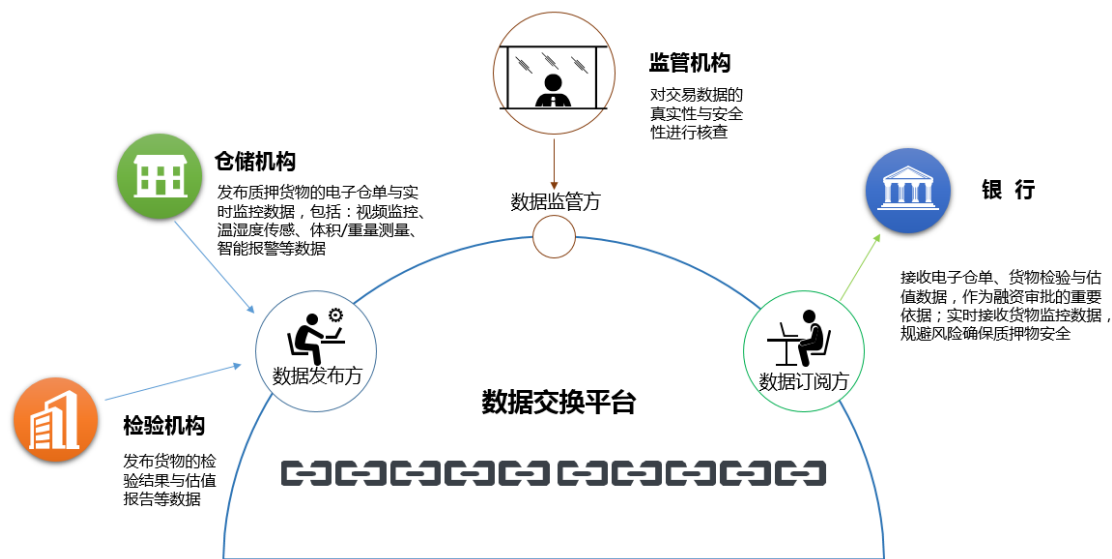 监管机构
对交易数据的
真实性与安全
性进行核查
数据监管方
仓储机构
发布质押货物的电子仓单与实
时监控数据，包括：视频监控、
温湿度传感、体积/重量测量、
智能报警等数据
银 行
接收电子仓单、货物检验与估
值数据，作为融资审批的重要
依据；实时接收货物监控数据，
规避风险确保质押物安全
数据发布方
数据订阅方
数据交换平台
检验机构
发布货物的检
验结果与估值
报告等数据